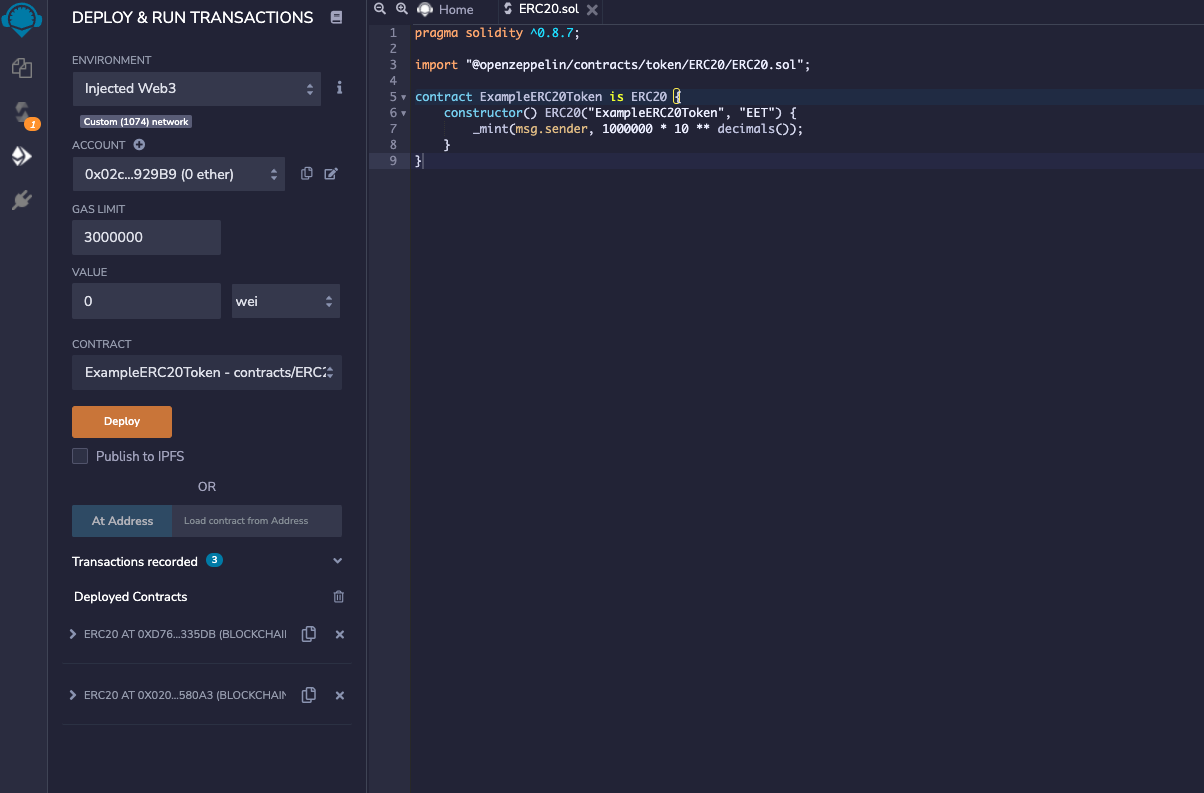 DEPLOY & RUN TRANSACTIONS
ENVIRONMENT
Injected Web3
Custom (1074) network
ACCOUNT
0x02c...929B9 (0 ether)
GAS LIMIT
3000000
VALUE
0
wei
CONTRACT
ExampleERC20Token - contracts/ERC2
Deploy
Publish to IPFS
OR
At Address
Load contract from Address
Transactions recorded 3
Deployed Contracts
ERC20 AT 0XD76...335DB (BLOCKCHAI
ERC20 AT 0X020...580A3 (BLOCKCHAIN
1
Home
ERC20.sol
1 pragma solidity ^0.8.7;
2
3 import "@openzeppelin/contracts/token/ERC20/ERC20.sol";
4
5 contract ExampleERC20Token is ERC20 {
6 constructor() ERC20("ExampleERC20Token", "EET") {
7 _mint(msg.sender, 1000000 * 10 ** decimals());
8 }
9 }